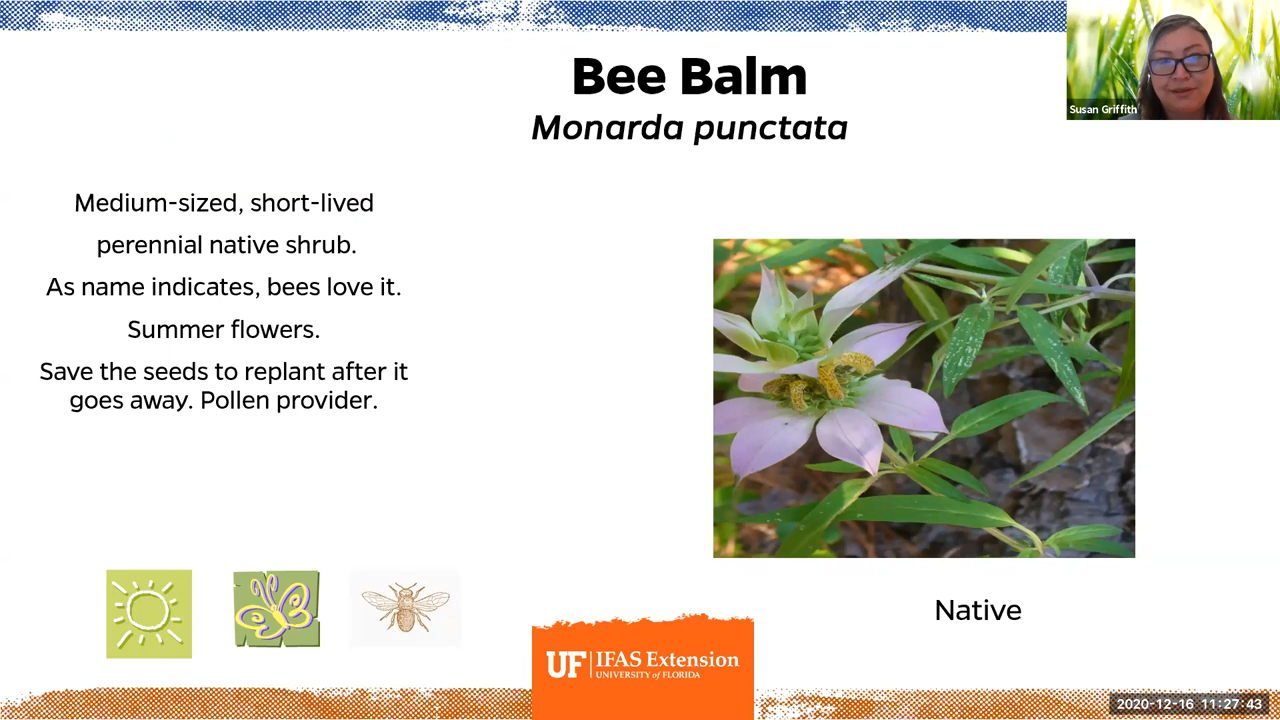 Bee Balm
Monarda punctata
Susan Griffith
Medium-sized, short-lived
perennial native shrub.
As name indicates, bees love it.
Summer flowers.
Save the seeds to replant after it
goes away. Pollen provider.
Native
UF IFAS Extension
UNIVERSITY of FLORIDA
2020-12-16 11:27:43